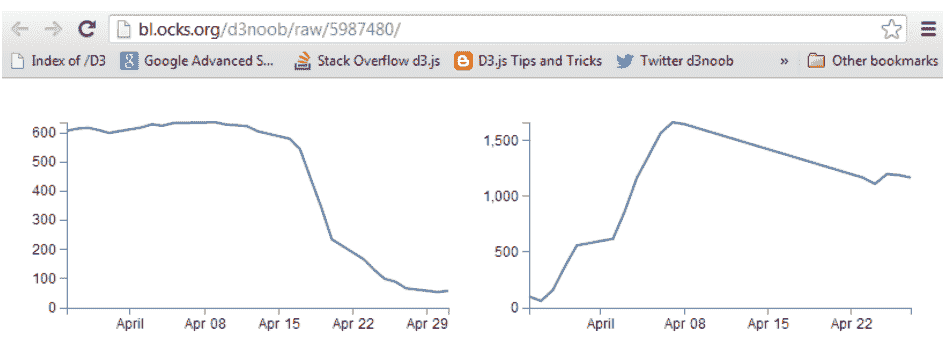 bl.ocks.org/d3noob/raw/5987480/
Index of /D3 Google Advanced S... Stack Overflow d3.js D3.js Tips and Tricks Twitter d3noob » Other bookmarks
600
500
400
300
200
100
0
April Apr 08 Apr 15 Apr 22 Apr 29
1,500
1,000
500
0
April Apr 08 Apr 15 Apr 22